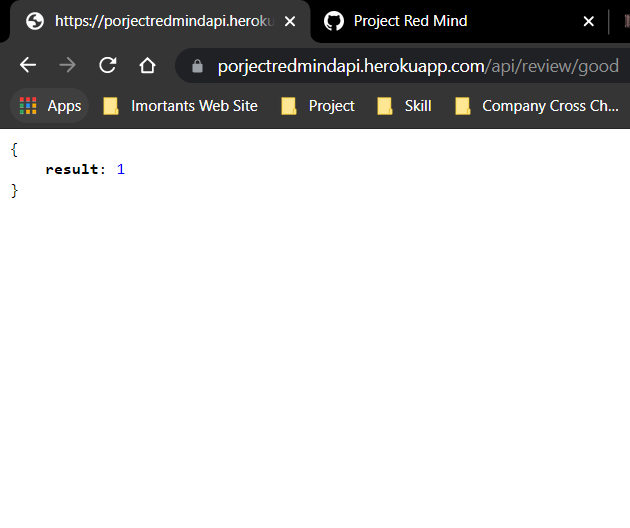 https://porjectredmindapi.heroku
Project Red Mind
porjectredmindapi.herokuapp.com/api/review/good
Apps
Imortants Web Site
Project
Skill
Company Cross Ch...
{
result: 1
}